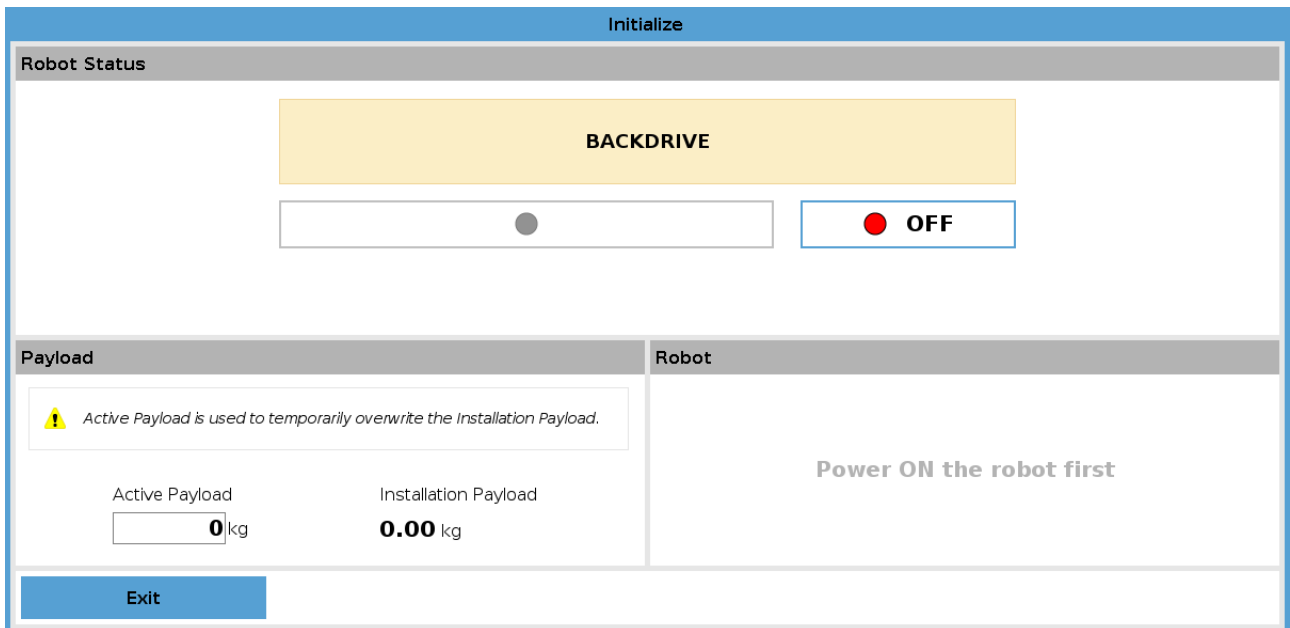 Initialize
Robot Status
BACKDRIVE
OFF
Payload
Active Payload is used to temporarily overwrite the Installation Payload.
Active Payload
Installation Payload
0 kg
0.00 kg
Robot
Power ON the robot first
Exit